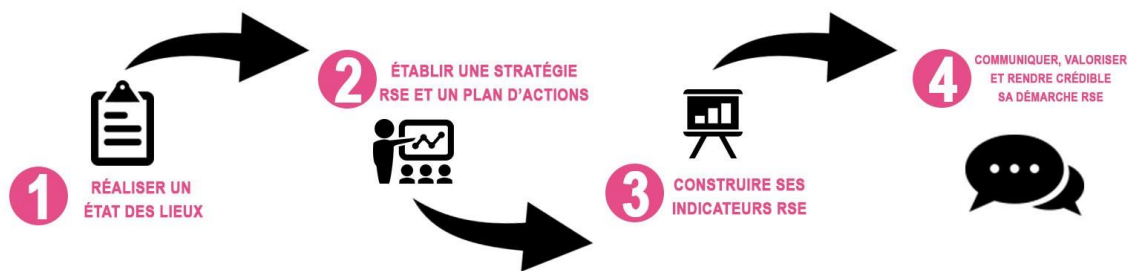 1
RÉALISER UN
ÉTAT DES LIEUX
2
ÉTABLIR UNE STRATÉGIE
RSE ET UN PLAN D'ACTIONS
3
CONSTRUIRE SES
INDICATEURS RSE
4
COMMUNIQUER, VALORISER
ET RENDRE CRÉDIBLE
SA DÉMARCHE RSE